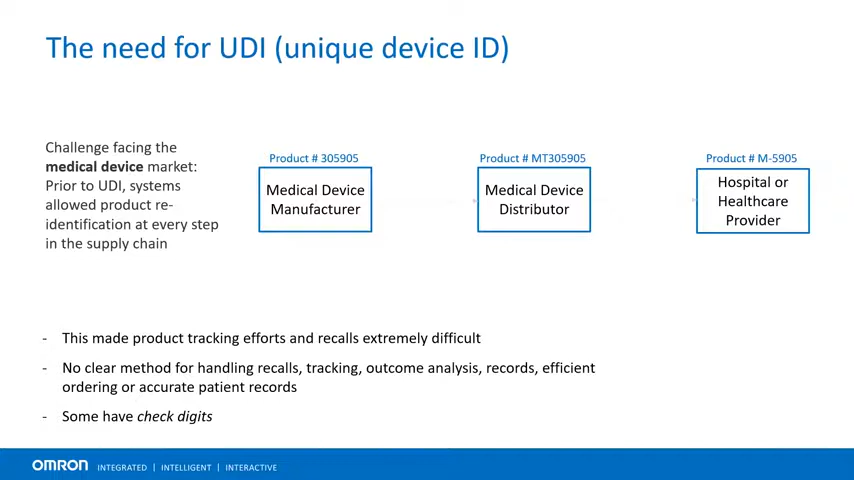 The need for UDI (unique device ID)
Challenge facing the
medical device market:
Prior to UDI, systems
allowed product re-
identification at every step
in the supply chain
Product # 305905
Medical Device
Manufacturer
Product # MT305905
Medical Device
Distributor
Product # M-5905
Hospital or
Healthcare
Provider
- This made product tracking efforts and recalls extremely difficult
- No clear method for handling recalls, tracking, outcome analysis, records, efficient
ordering or accurate patient records
- Some have check digits
OMRON INTEGRATED | INTELLIGENT | INTERACTIVE